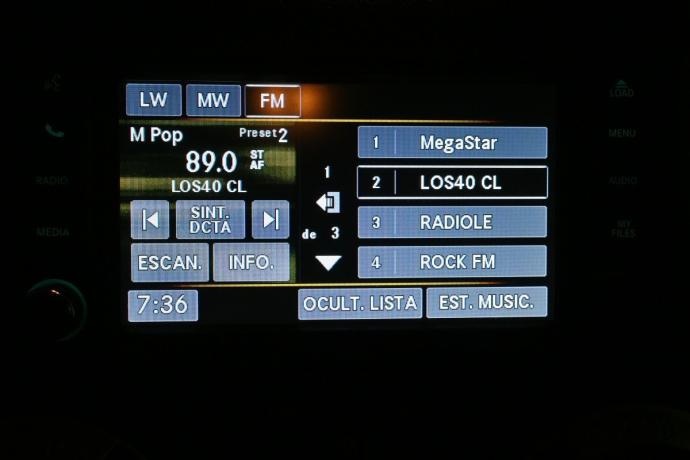 LW MW FM
M Pop Preset 2
89.0 ST
AF
LOS40 CL
SINT.
DCTA
ESCAN. INFO.
7:36
1
de 3
1 MegaStar
2 LOS40 CL
3 RADIOLE
4 ROCK FM
OCULT. LISTA EST. MUSIC.
RADIO
MEDIA
LOAD
MENU
AUDIO
MY
FILES